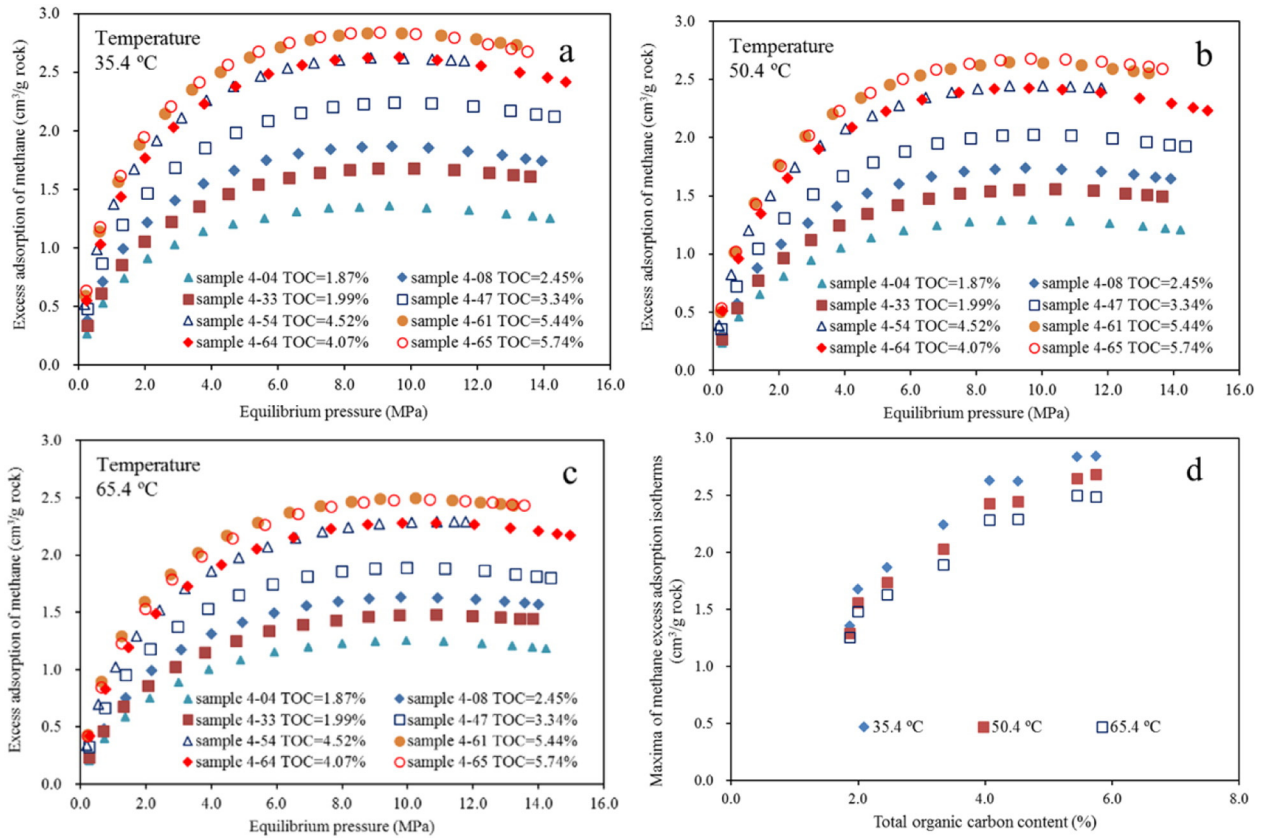 3.0
2.5
2.0
1.5
1.0
0.5
0.0
Excess adsorption of methane (cm³/g rock)
Temperature
35.4 ºC
a
sample 4-04 TOC=1.87%
sample 4-08 TOC=2.45%
sample 4-33 TOC=1.99%
sample 4-47 TOC=3.34%
sample 4-54 TOC=4.52%
sample 4-61 TOC=5.44%
sample 4-64 TOC=4.07%
sample 4-65 TOC=5.74%
0.0 2.0 4.0 6.0 8.0 10.0 12.0 14.0 16.0
Equilibrium pressure (MPa)
3.0
2.5
2.0
1.5
1.0
0.5
0.0
Excess adsorption of methane (cm³/g rock)
Temperature
50.4 ºC
b
sample 4-04 TOC=1.87%
sample 4-08 TOC=2.45%
sample 4-33 TOC=1.99%
sample 4-47 TOC=3.34%
sample 4-54 TOC=4.52%
sample 4-61 TOC=5.44%
sample 4-64 TOC=4.07%
sample 4-65 TOC=5.74%
0.0 2.0 4.0 6.0 8.0 10.0 12.0 14.0 16.0
Equilibrium pressure (MPa)
3.0
2.5
2.0
1.5
1.0
0.5
0.0
Excess adsorption of methane (cm³/g rock)
Temperature
65.4 ºC
c
sample 4-04 TOC=1.87%
sample 4-08 TOC=2.45%
sample 4-33 TOC=1.99%
sample 4-47 TOC=3.34%
sample 4-54 TOC=4.52%
sample 4-61 TOC=5.44%
sample 4-64 TOC=4.07%
sample 4-65 TOC=5.74%
0.0 2.0 4.0 6.0 8.0 10.0 12.0 14.0 16.0
Equilibrium pressure (MPa)
3.0
2.5
2.0
1.5
1.0
0.5
0.0
Maxima of methane excess adsorption isotherms
(cm³/g rock)
d
35.4 ºC
50.4 ºC
65.4 ºC
0.0 2.0 4.0 6.0 8.0
Total organic carbon content (%)